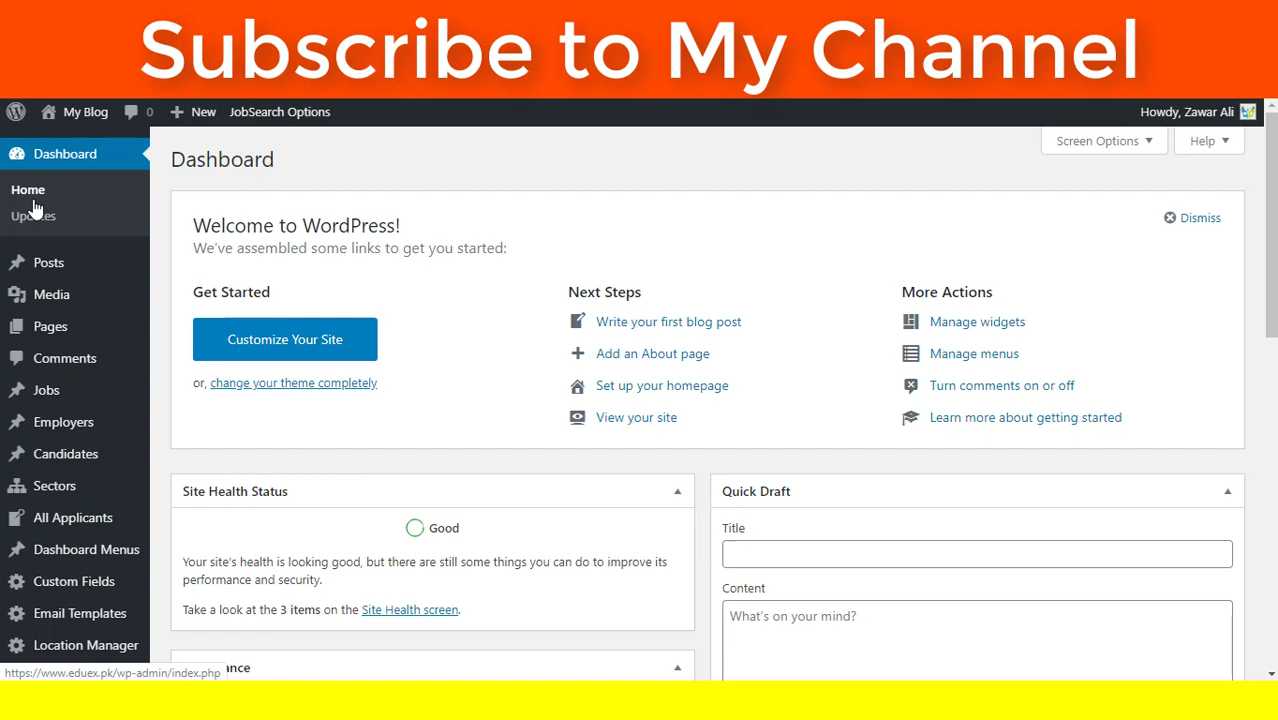 Subscribe to My Channel
My Blog 0 New JobSearch Options Howdy, Zawar Ali
Dashboard
Home
Updates
Posts
Media
Pages
Comments
Jobs
Employers
Candidates
Sectors
All Applicants
Dashboard Menus
Custom Fields
Email Templates
Location Manager
Screen Options Help
Dashboard
Welcome to WordPress!
Dismiss
We've assembled some links to get you started:
Get Started
Customize Your Site
or, change your theme completely
Next Steps
Write your first blog post
Add an About page
Set up your homepage
View your site
More Actions
Manage widgets
Manage menus
Turn comments on or off
Learn more about getting started
Site Health Status
Good
Your site's health is looking good, but there are still some things you can do to improve its
performance and security.
Take a look at the 3 items on the Site Health screen.
Quick Draft
Title
Content
What's on your mind?
https://www.eduex.pk/wp-admin/index.php